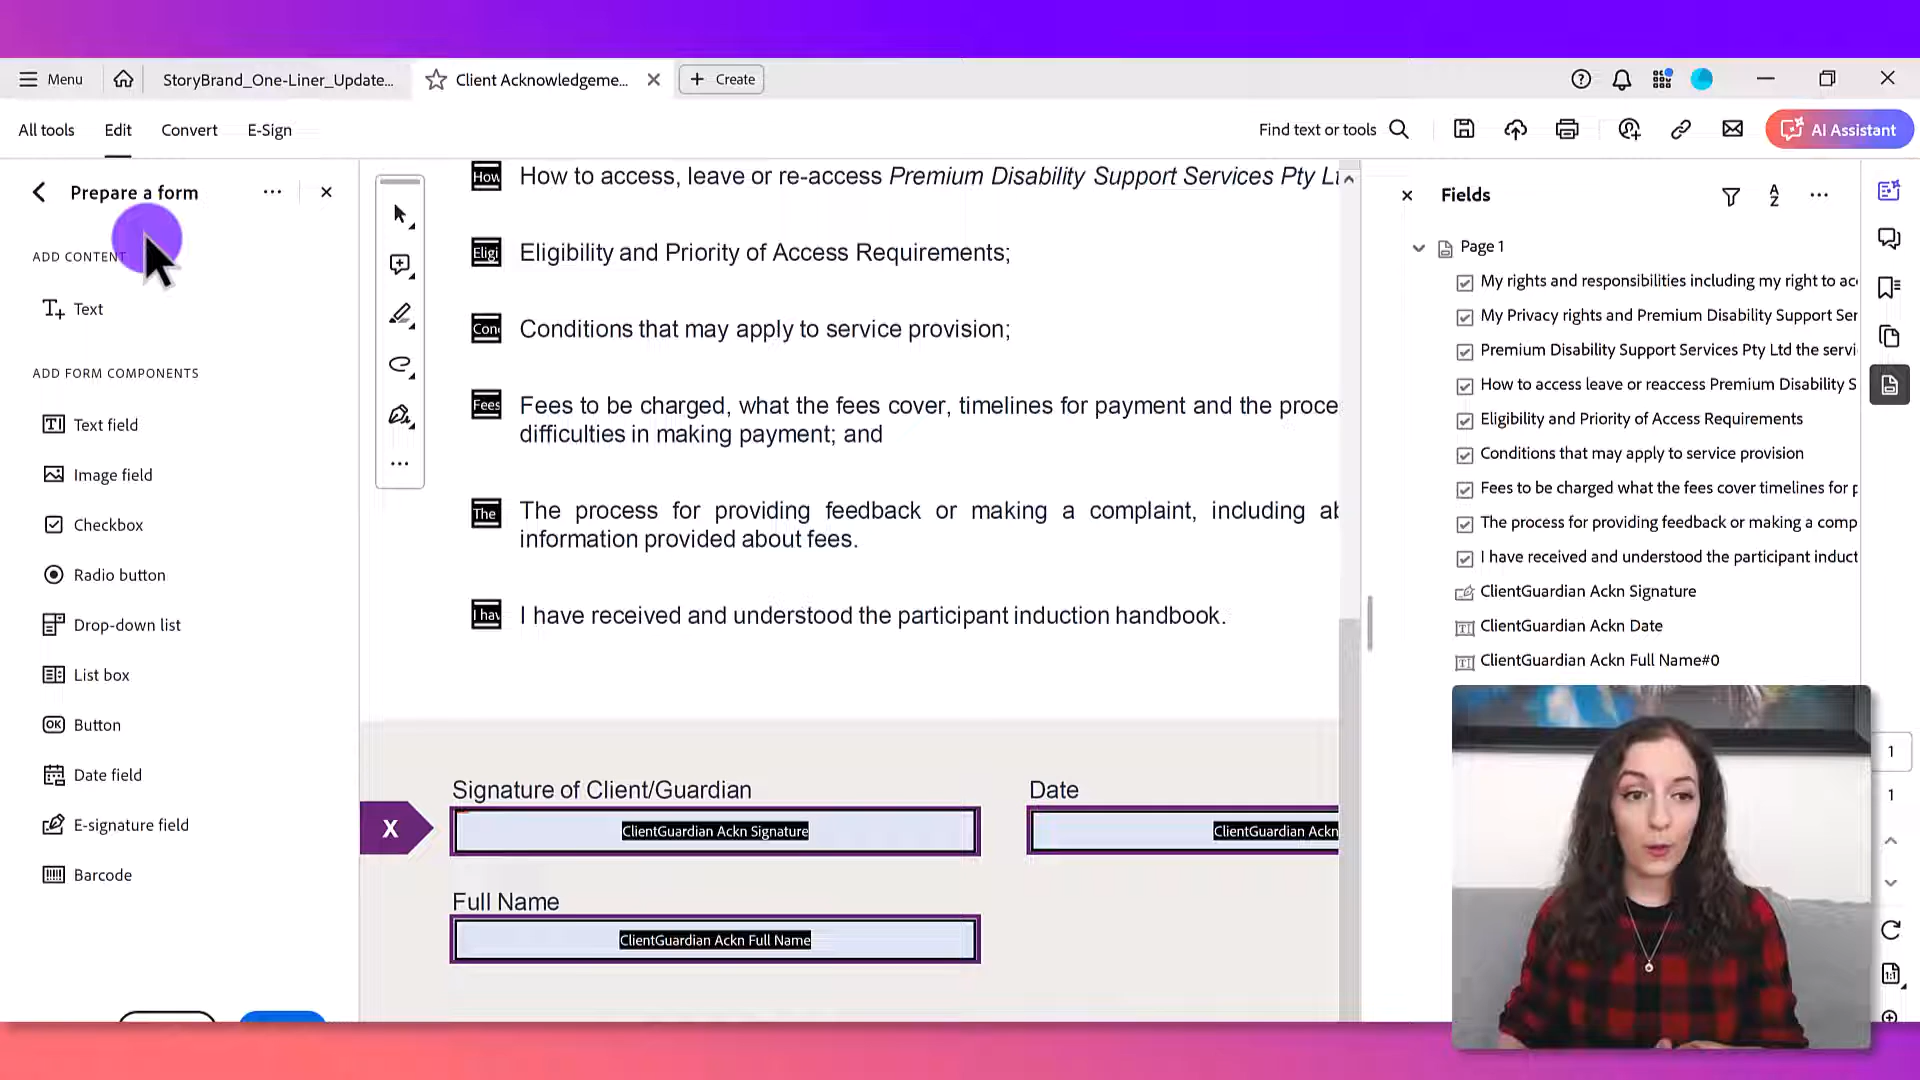 Menu
StoryBrand_One-Liner_Update...
Client Acknowledgeme...
Create
All tools
Edit
Convert
E-Sign
Find text or tools
AI Assistant
Prepare a form
ADD CONTENT
Text
ADD FORM COMPONENTS
Text field
Image field
Checkbox
Radio button
Drop-down list
List box
OK
Button
Date field
E-signature field
Barcode
How
How to access, leave or re-access Premium Disability Support Services Pty Lt
Eligi
Eligibility and Priority of Access Requirements;
Con
Conditions that may apply to service provision;
Fees
Fees to be charged, what the fees cover, timelines for payment and the proce
difficulties in making payment; and
The
The process for providing feedback or making a complaint, including ab
information provided about fees.
I hav
I have received and understood the participant induction handbook.
Signature of Client/Guardian
Date
X
ClientGuardian Ackn Signature
ClientGuardian Ackn
Full Name
ClientGuardian Ackn Full Name
Fields
A
Z
Page 1
My rights and responsibilities including my right to ac
My Privacy rights and Premium Disability Support Ser
Premium Disability Support Services Pty Ltd the servi
How to access leave or reaccess Premium Disability S
Eligibility and Priority of Access Requirements
Conditions that may apply to service provision
Fees to be charged what the fees cover timelines for p
The process for providing feedback or making a comp
I have received and understood the participant induct
ClientGuardian Ackn Signature
ClientGuardian Ackn Date
ClientGuardian Ackn Full Name#0
1
1
1:1